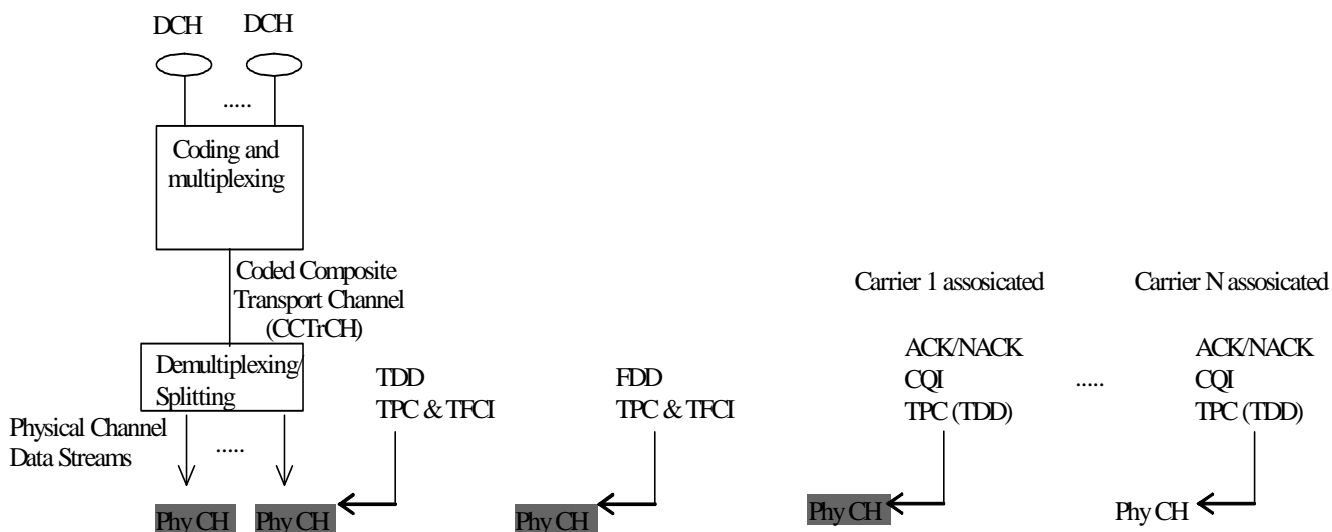 DCH DCH
.....
Coding and
multiplexing
Coded Composite
Transport Channel
(CCTrCH)
Demultiplexing/
Splitting
Physical Channel
Data Streams
.....
TDD
TPC & TFCI
FDD
TPC & TFCI
Carrier 1 assosicated
ACK/NACK
CQI
TPC (TDD)
.....
Carrier N assosicated
ACK/NACK
CQI
TPC (TDD)
Phy CH Phy CH Phy CH Phy CH Phy CH